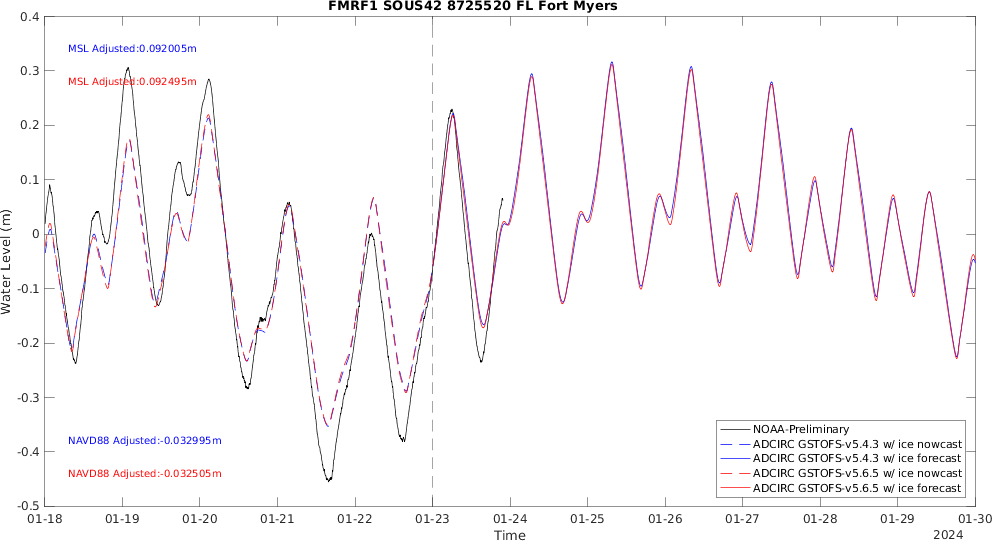 FMRF1 SOUS42 8725520 FL Fort Myers
0.4
0.3
0.2
0.1
0
-0.1
-0.2
-0.3
-0.4
-0.5
Water Level (m)
MSL Adjusted:0.092005m
MSL Adjusted:0.092495m
NAVD88 Adjusted:-0.032995m
NAVD88 Adjusted:-0.032505m
NOAA-Preliminary
ADCIRC GSTOFS-v5.4.3 w/ ice nowcast
ADCIRC GSTOFS-v5.4.3 w/ ice forecast
ADCIRC GSTOFS-v5.6.5 w/ ice nowcast
ADCIRC GSTOFS-v5.6.5 w/ ice forecast
01-18 01-19 01-20 01-21 01-22 01-23 01-24 01-25 01-26 01-27 01-28 01-29 01-30
Time
2024